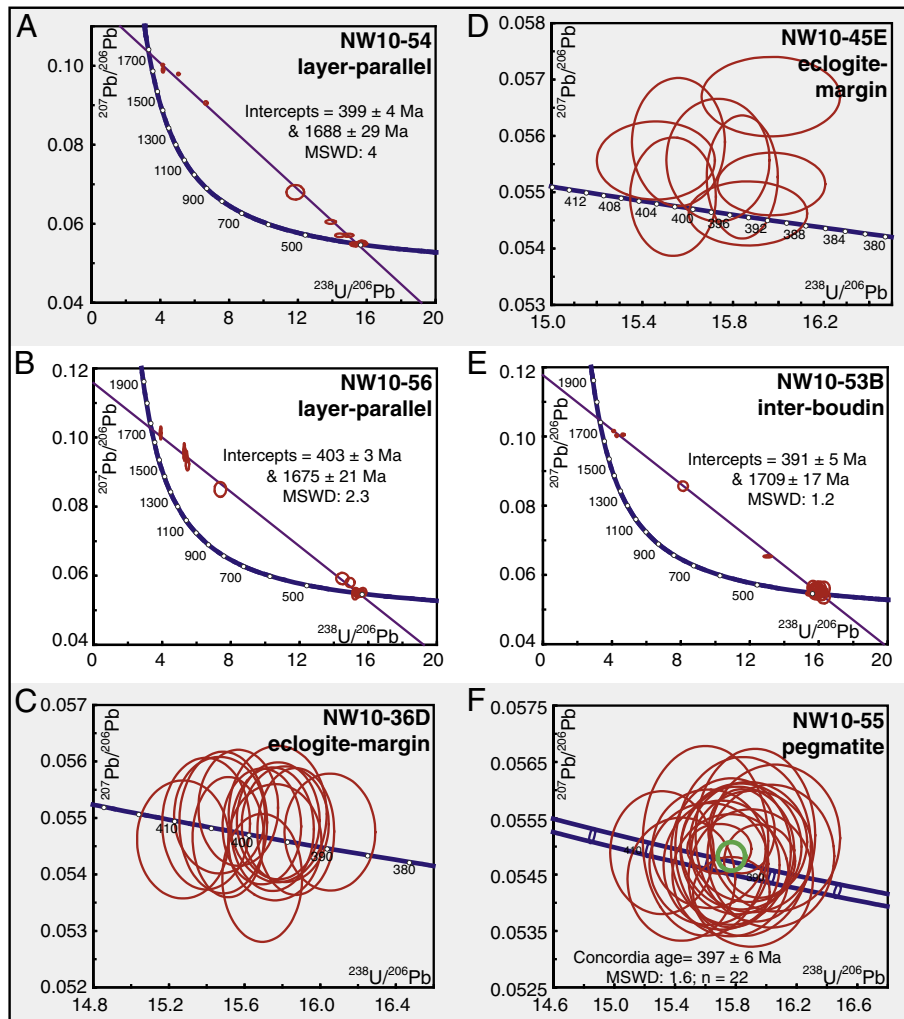 A
NW10-54
layer-parallel
Intercepts = 399 ± 4 Ma
& 1688 ± 29 Ma
MSWD: 4
207Pb/206Pb
238U/206Pb
1700
1500
1300
1100
900
700
500
0.10
0.08
0.06
0.04
0 4 8 12 16 20
D
NW10-45E
eclogite-
margin
207Pb/206Pb
238U/206Pb
0.058
0.057
0.056
0.055
0.054
0.053
412 408 404 400 396 392 388 384 380
15.0 15.4 15.8 16.2
B
NW10-56
layer-parallel
Intercepts = 403 ± 3 Ma
& 1675 ± 21 Ma
MSWD: 2.3
207Pb/206Pb
238U/206Pb
1900
1700
1500
1300
1100
900
700
500
0.12
0.10
0.08
0.06
0.04
0 4 8 12 16 20
E
NW10-53B
inter-boudin
Intercepts = 391 ± 5 Ma
& 1709 ± 17 Ma
MSWD: 1.2
207Pb/206Pb
238U/206Pb
1900
1700
1500
1300
1100
900
700
500
0.12
0.10
0.08
0.06
0.04
0 4 8 12 16 20
C
NW10-36D
eclogite-margin
207Pb/206Pb
238U/206Pb
0.057
0.056
0.055
0.054
0.053
0.052
410 400 390 380
14.8 15.2 15.6 16.0 16.4
F
NW10-55
pegmatite
207Pb/206Pb
238U/206Pb
0.0575
0.0565
0.0555
0.0545
0.0535
0.0525
410 390
Concordia age= 397 ± 6 Ma
MSWD: 1.6; n = 22
14.6 15.0 15.4 15.8 16.2 16.6